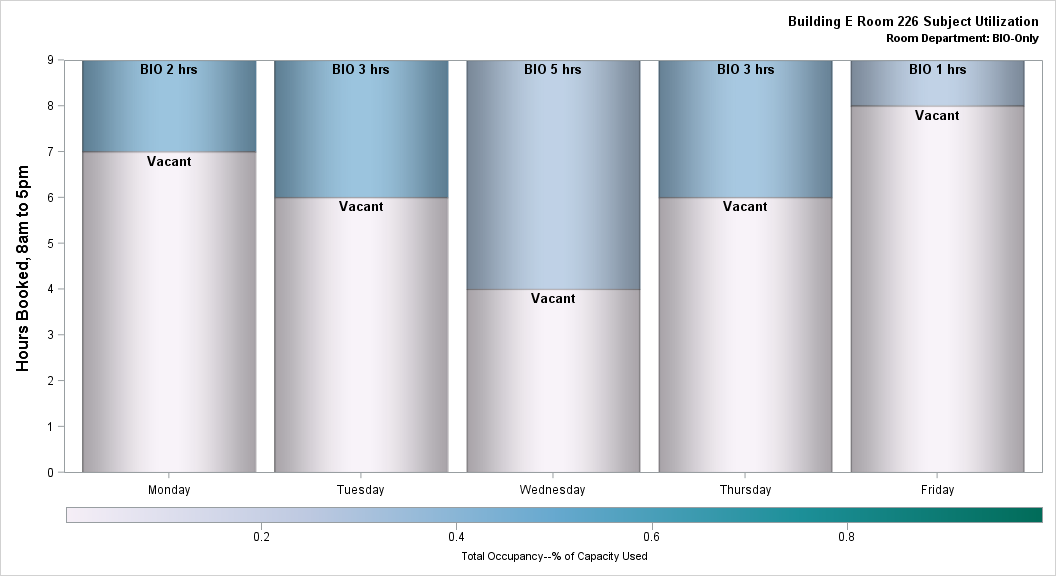 Building E Room 226 Subject Utilization
Room Department: BIO-Only
Hours Booked, 8am to 5pm
9
8
7
6
5
4
3
2
1
0
BIO 2 hrs
Vacant
BIO 3 hrs
Vacant
BIO 5 hrs
Vacant
BIO 3 hrs
Vacant
BIO 1 hrs
Vacant
Monday Tuesday Wednesday Thursday Friday
0.2 0.4 0.6 0.8
Total Occupancy--% of Capacity Used